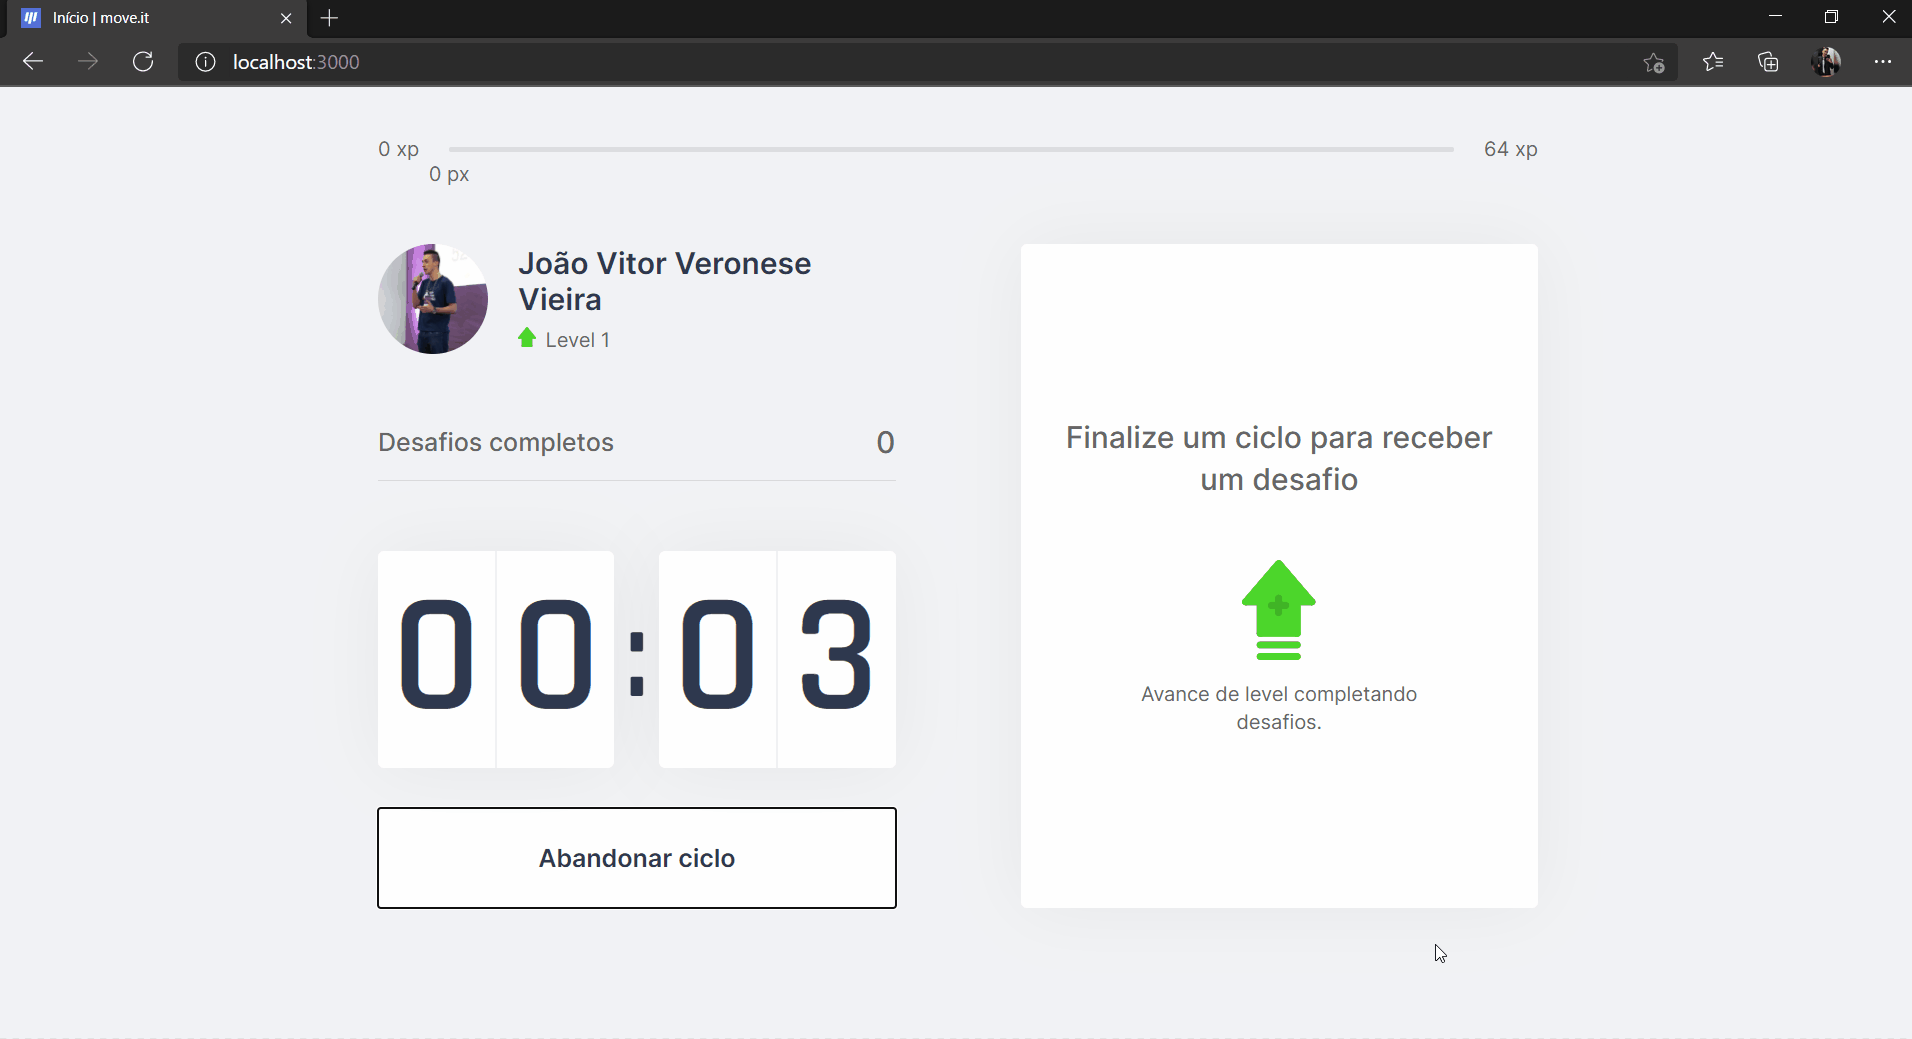 Início | move.it
localhost:3000
0 xp
64 xp
0 px
João Vitor Veronese
Vieira
Level 1
Desafios completos
0
00:03
Abandonar ciclo
Finalize um ciclo para receber
um desafio
Avance de level completando
desafios.